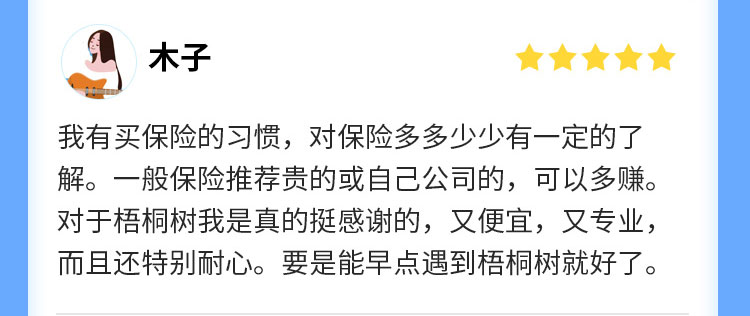 木子
我有买保险的习惯，对保险多多少少有一定的了
解。一般保险推荐贵的或自己公司的，可以多赚。
对于梧桐树我是真的挺感谢的，又便宜，又专业，
而且还特别耐心。要是能早点遇到梧桐树就好了。